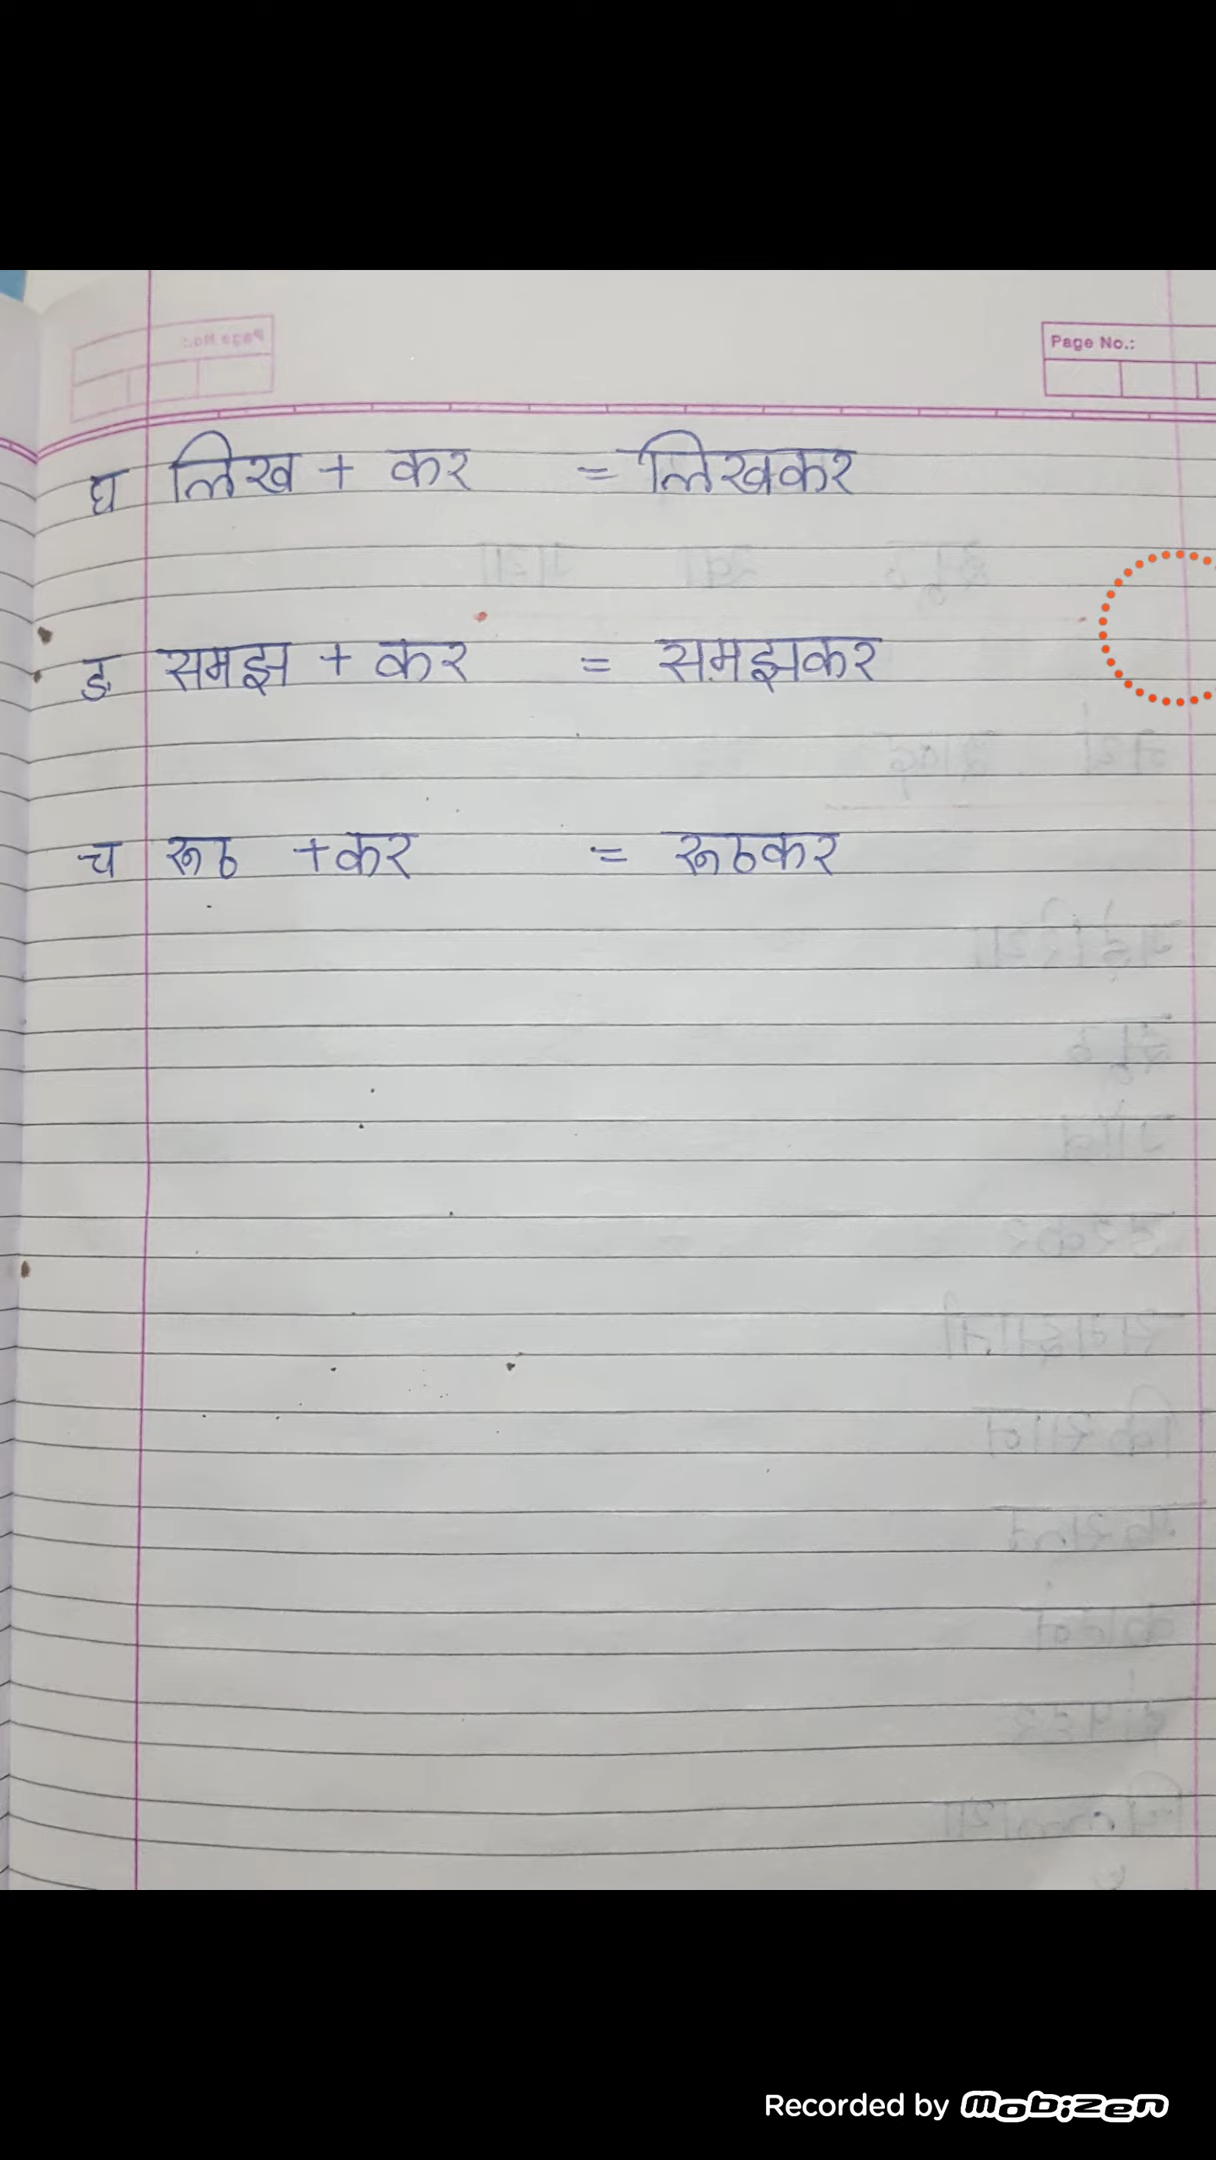 Page No.:
घ लिख + कर = लिखकर
ङ समझ + कर = समझकर
च रूठ + कर = रूठकर
Recorded by mobizen